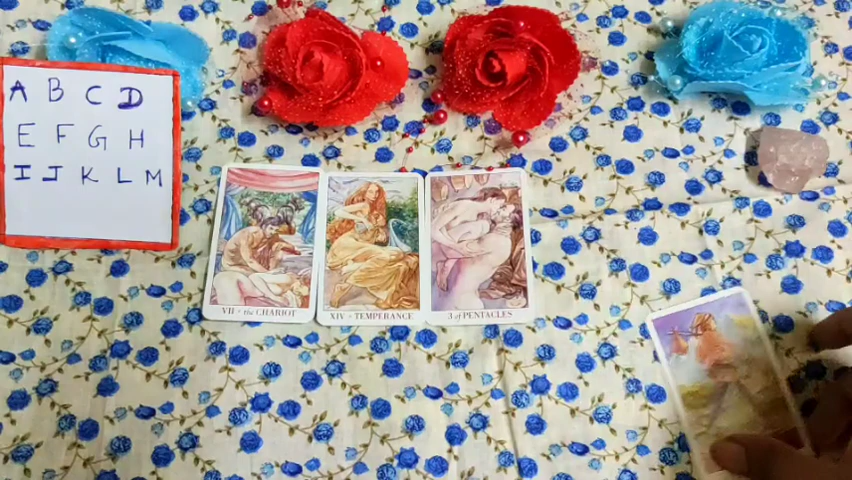 A B C D
E F G H
I J K L M
VII • the CHARIOT
XIV • TEMPERANCE
3 of PENTACLES